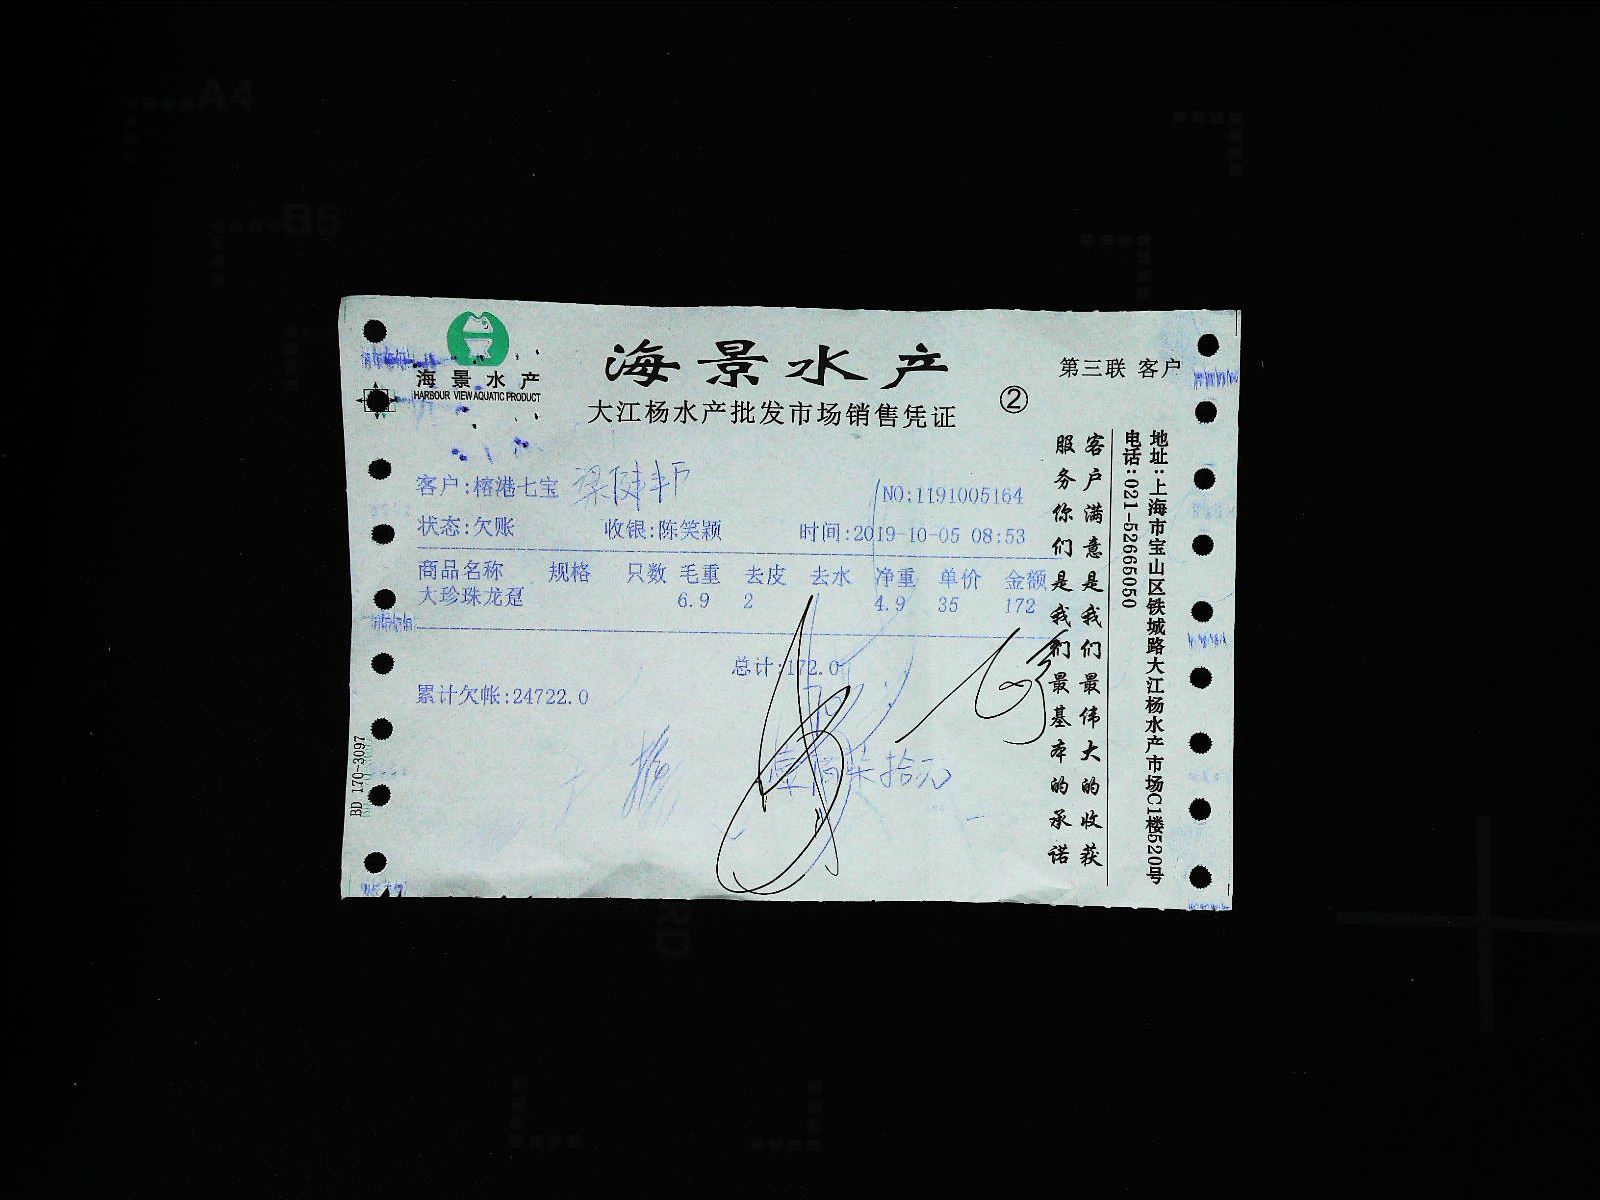 海景水产
HARBOUR VIEW AQUATIC PRODUCT
海景水产
大江杨水产批发市场销售凭证
②
第三联 客户
客户:榕港七宝
NO:1191005164
状态:欠账 收银:陈笑颖 时间:2019-10-05 08:53
商品名称 规格 只数 毛重 去皮 去水 净重 单价 金额
大珍珠龙趸 6.9 2 4.9 35 172
总计:172.0
累计欠帐:24722.0
拾元
BD 170-3097
客户满意是我们最伟大的收获
服务你们是我们最基本的承诺
地址:上海市宝山区铁城路大江杨水产市场C1楼520号
电话:021-52665050